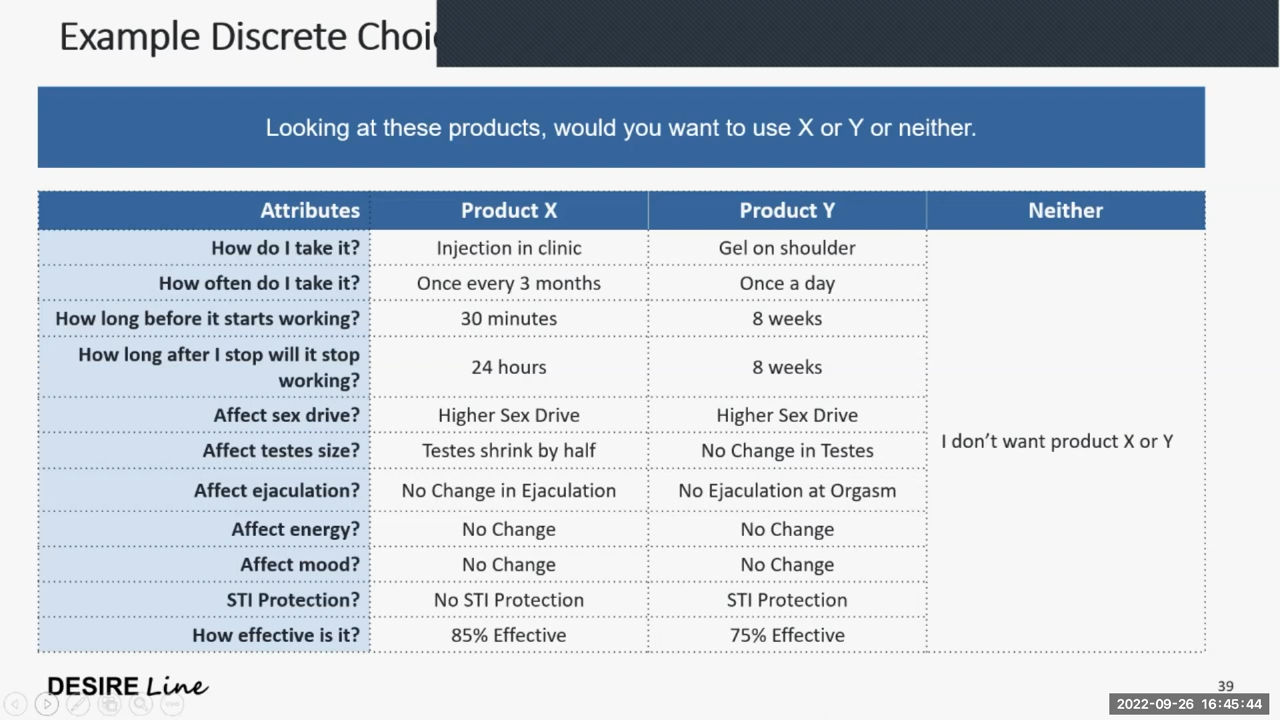 Example Discrete Choi
Looking at these products, would you want to use X or Y or neither.
Attributes Product X Product Y Neither
How do I take it? Injection in clinic Gel on shoulder
How often do I take it? Once every 3 months Once a day
How long before it starts working? 30 minutes 8 weeks
How long after I stop will it stop
working? 24 hours 8 weeks
Affect sex drive? Higher Sex Drive Higher Sex Drive
Affect testes size? Testes shrink by half No Change in Testes
I don’t want product X or Y
Affect ejaculation? No Change in Ejaculation No Ejaculation at Orgasm
Affect energy? No Change No Change
Affect mood? No Change No Change
STI Protection? No STI Protection STI Protection
How effective is it? 85% Effective 75% Effective
DESIRE Line
39
2022-09-26 16:45:44